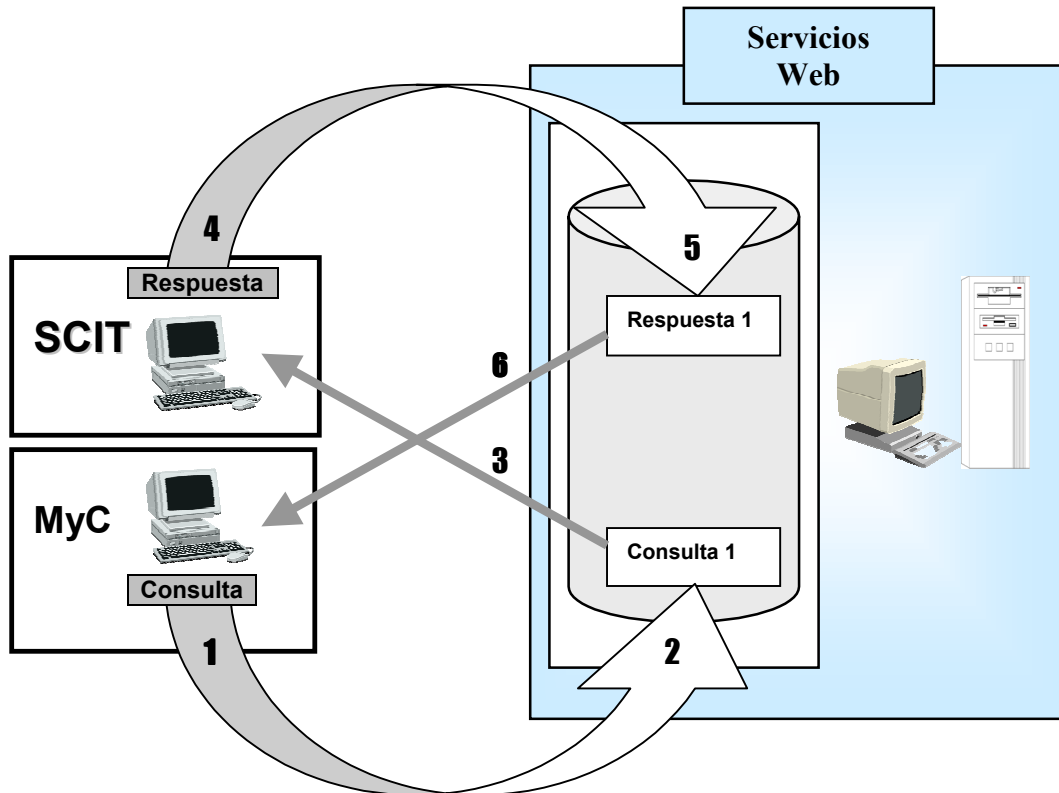 Servicios
Web
4
5
Respuesta
SCIT
Respuesta 1
6
3
MyC
Consulta 1
Consulta
1
2